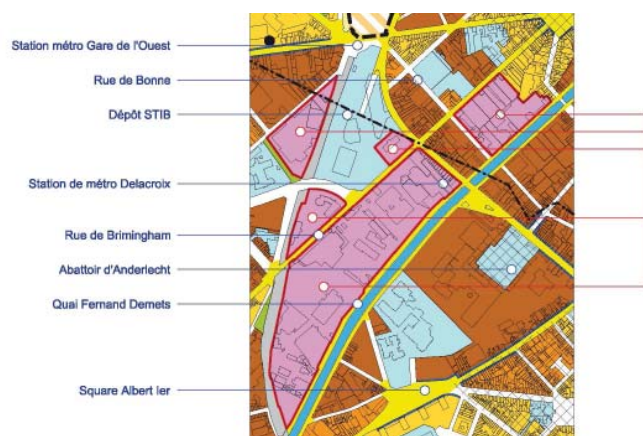 Station métro Gare de l'Ouest
Rue de Bonne
Dépôt STIB
Station de métro Delacroix
Rue de Brimingham
Abattoir d'Anderlecht
Quai Fernand Demets
Square Albert Ier